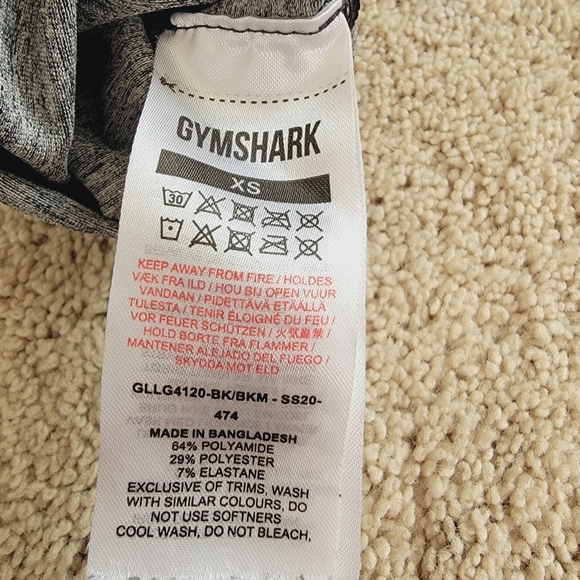 GYMSHARK
XS
30
KEEP AWAY FROM FIRE / HOLDES
VÆK FRA ILD / HOU BIJ OPEN VUUR
VANDAAN / PIDETTÄVÄ ETÄÄLLÄ
TULESTA / TENIR ÉLOIGNÉ DU FEU /
VOR FEUER SCHÜTZEN / 火気厳禁 /
HOLD BORTE FRA FLAMMER /
MANTENER ALEJADO DEL FUEGO /
SKYDDA MOT ELD
GLLG4120-BK/BKM - SS20-
474
MADE IN BANGLADESH
64% POLYAMIDE
29% POLYESTER
7% ELASTANE
EXCLUSIVE OF TRIMS, WASH
WITH SIMILAR COLOURS, DO
NOT USE SOFTNERS
COOL WASH, DO NOT BLEACH,